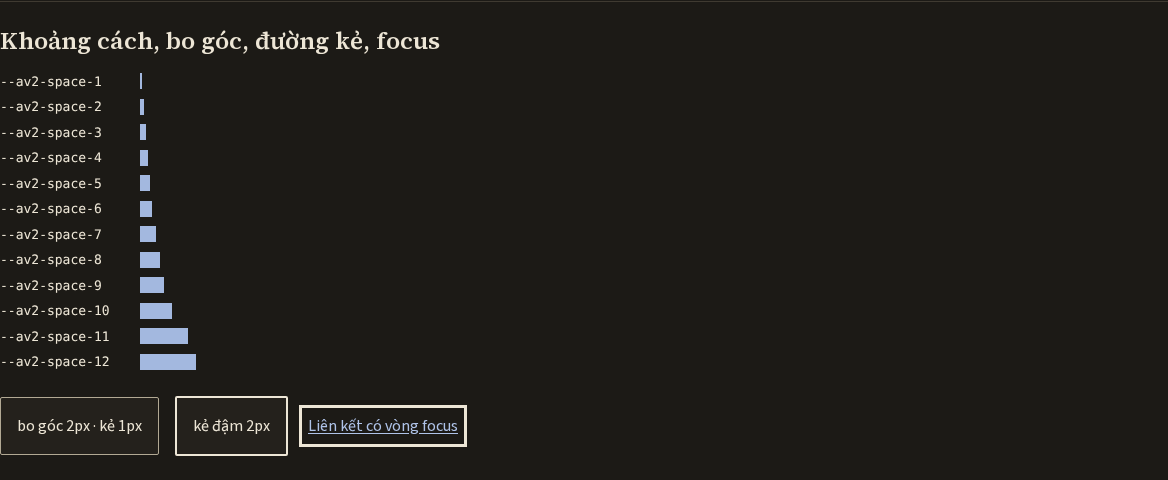 Khoảng cách, bo góc, đường kẻ, focus
--av2-space-1
--av2-space-2
--av2-space-3
--av2-space-4
--av2-space-5
--av2-space-6
--av2-space-7
--av2-space-8
--av2-space-9
--av2-space-10
--av2-space-11
--av2-space-12
bo góc 2px · kẻ 1px
kẻ đậm 2px
Liên kết có vòng focus